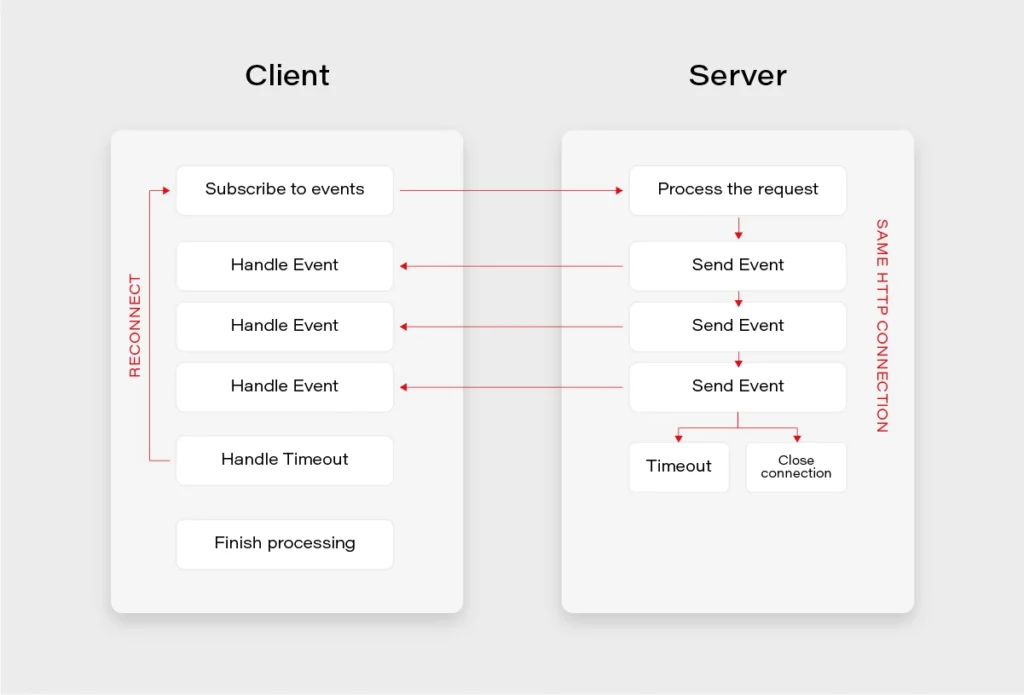 Client
Server
Subscribe to events
Process the request
Handle Event
Send Event
Handle Event
Send Event
Handle Event
Send Event
RECONNECT
SAME HTTP CONNECTION
Handle Timeout
Timeout
Close
connection
Finish processing